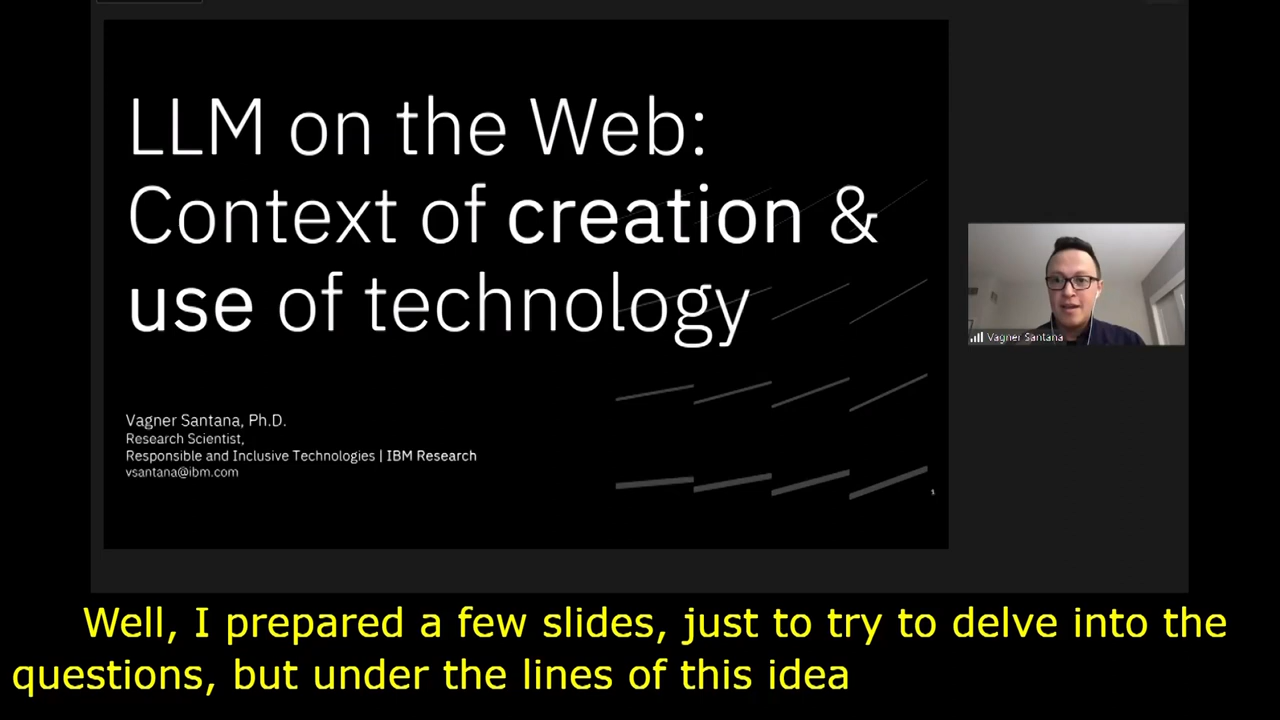 LLM on the Web:
Context of creation &
use of technology
Vagner Santana, Ph.D.
Research Scientist,
Responsible and Inclusive Technologies | IBM Research
vsantana@ibm.com
1
Vagner Santana
Well, I prepared a few slides, just to try to delve into the
questions, but under the lines of this idea